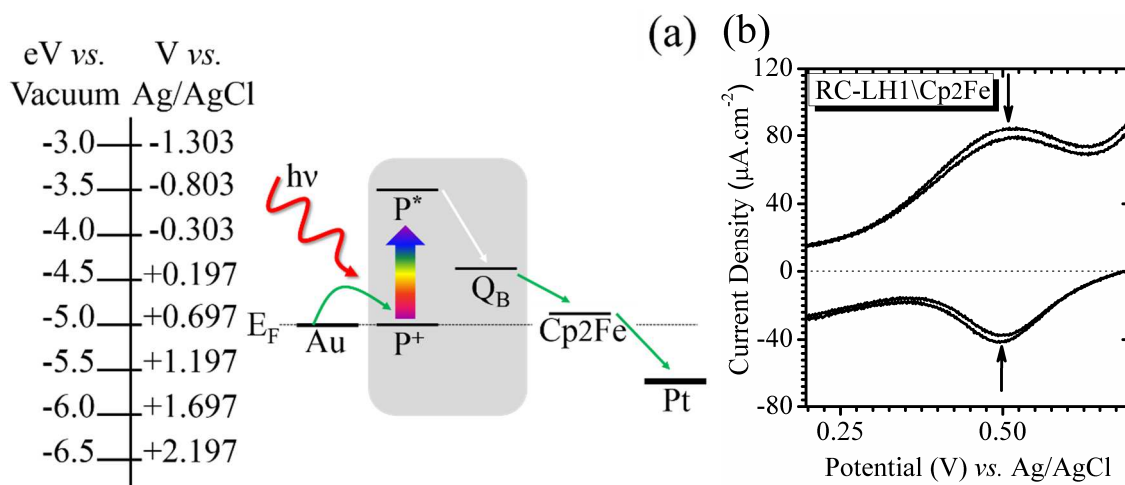 (a)
eV vs. V vs.
Vacuum Ag/AgCl
-3.0 -1.303
-3.5 -0.803
-4.0 -0.303
-4.5 +0.197
-5.0 +0.697
-5.5 +1.197
-6.0 +1.697
-6.5 +2.197
hν
P*
QB
EF
Au
P+
Cp2Fe
Pt
(b)
RC-LH1\Cp2Fe
Current Density (μA.cm-2)
120
80
40
0
-40
-80
0.25 0.50
Potential (V) vs. Ag/AgCl